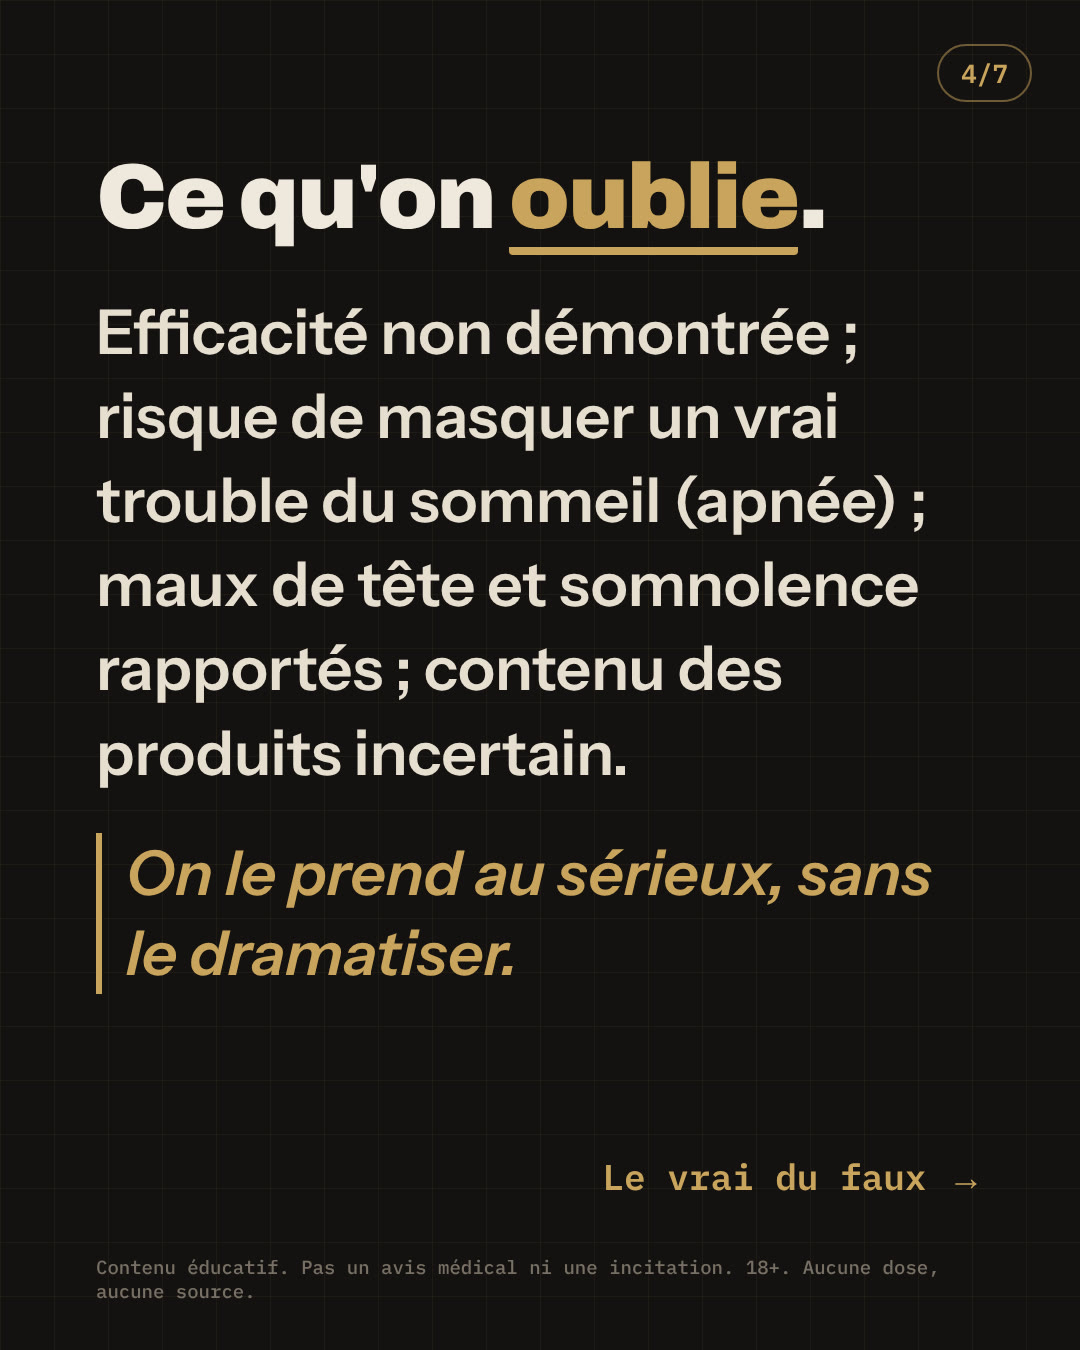 4/7
Ce qu'on oublie.
Efficacité non démontrée ;
risque de masquer un vrai
trouble du sommeil (apnée) ;
maux de tête et somnolence
rapportés ; contenu des
produits incertain.
On le prend au sérieux, sans
le dramatiser.
Le vrai du faux →
Contenu éducatif. Pas un avis médical ni une incitation. 18+. Aucune dose,
aucune source.